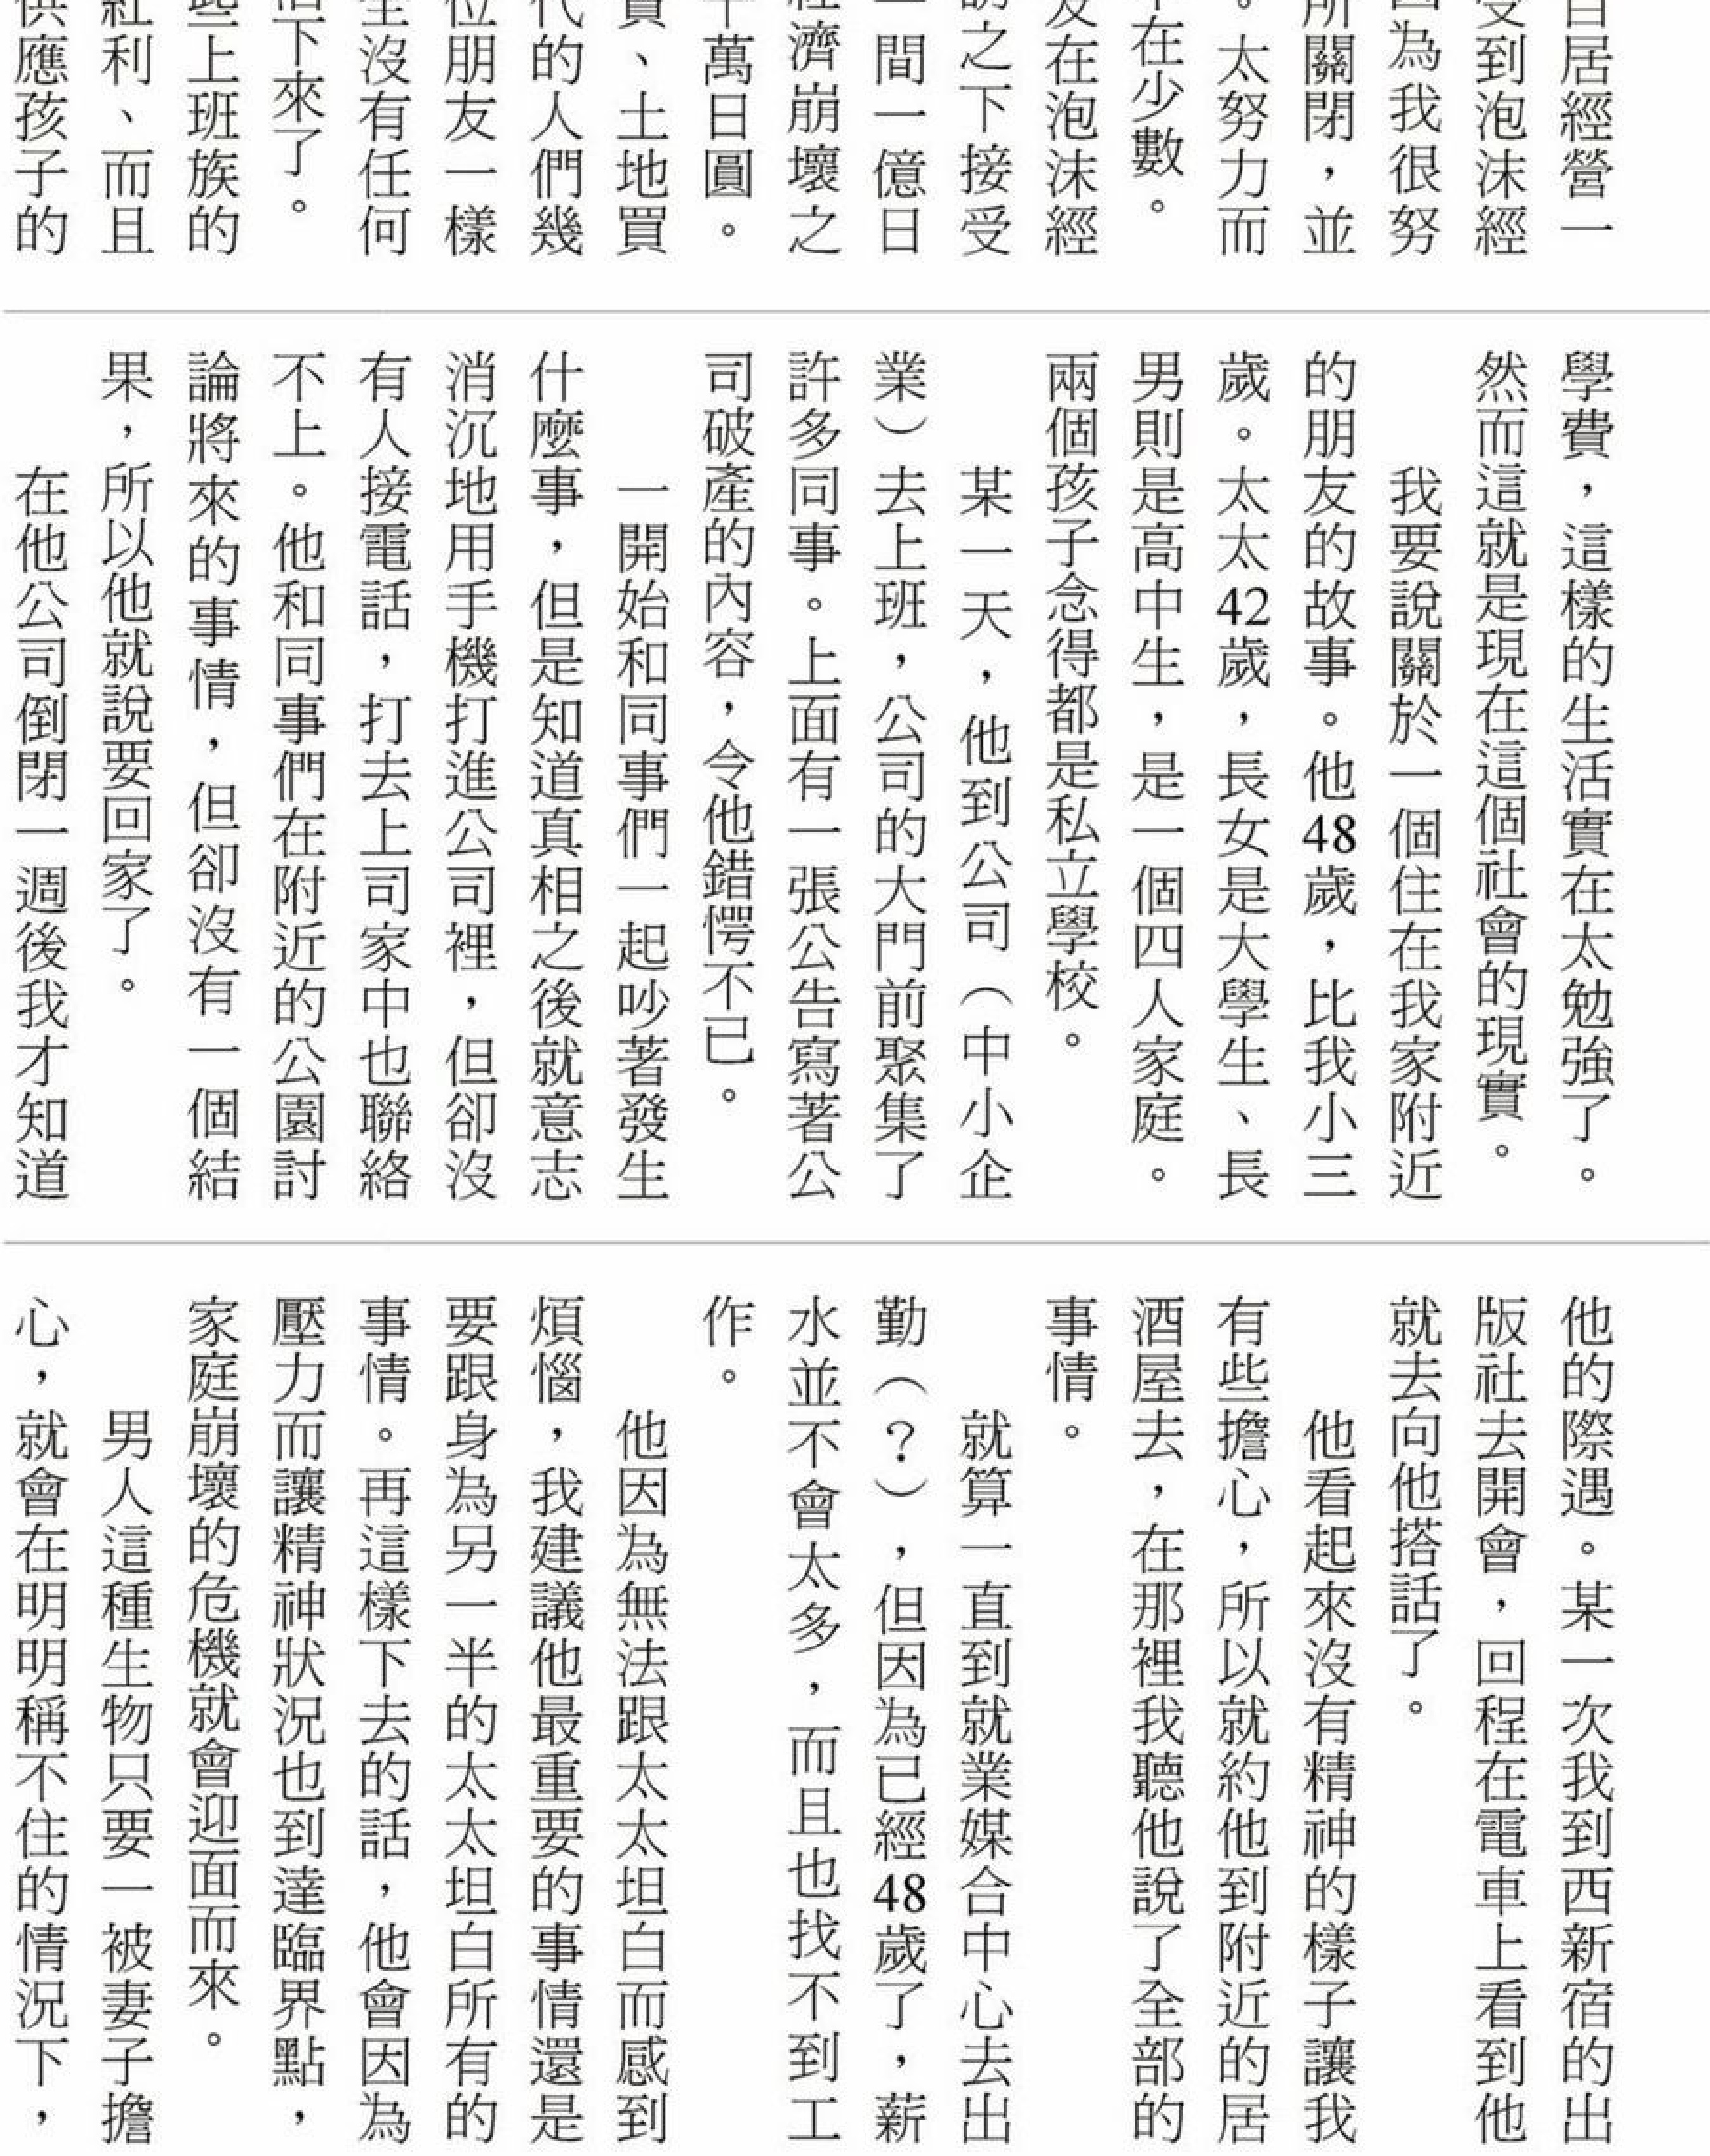 自居經營一
受到泡沫經
因為我很努
所關閉，並
。太努力而
不在少數。
友在泡沫經
訪之下接受
一間一億日
經濟崩壞之
千萬日圓。
賣、土地買
代的人們幾
位朋友一樣
全沒有任何
活下來了。
些上班族的
紅利、而且
供應孩子的
學費，這樣的生活實在太勉強了。
然而這就是現在這個社會的現實。
我要說關於一個住在我家附近
的朋友的故事。他48歲，比我小三
歲。太太42歲，長女是大學生、長
男則是高中生，是一個四人家庭。
兩個孩子念得都是私立學校。
某一天，他到公司（中小企
業）去上班，公司的大門前聚集了
許多同事。上面有一張公告寫著公
司破產的內容，令他錯愕不已。
一開始和同事們一起吵著發生
什麼事，但是知道真相之後就意志
消沉地用手機打進公司裡，但卻沒
有人接電話，打去上司家中也聯絡
不上。他和同事們在附近的公園討
論將來的事情，但卻沒有一個結
果，所以他就說要回家了。
在他公司倒閉一週後我才知道
他的際遇。某一次我到西新宿的出
版社去開會，回程在電車上看到他
就去向他搭話了。
他看起來沒有精神的樣子讓我
有些擔心，所以就約他到附近的居
酒屋去，在那裡我聽他說了全部的
事情。
就算一直到就業媒合中心去出
勤（？），但因為已經48歲了，薪
水並不會太多，而且也找不到工
作。
他因為無法跟太太坦白而感到
煩惱，我建議他最重要的事情還是
要跟身為另一半的太太坦白所有的
事情。再這樣下去的話，他會因為
壓力而讓精神狀況也到達臨界點，
家庭崩壞的危機就會迎面而來。
男人這種生物只要一被妻子擔
心，就會在明明稱不住的情況下，